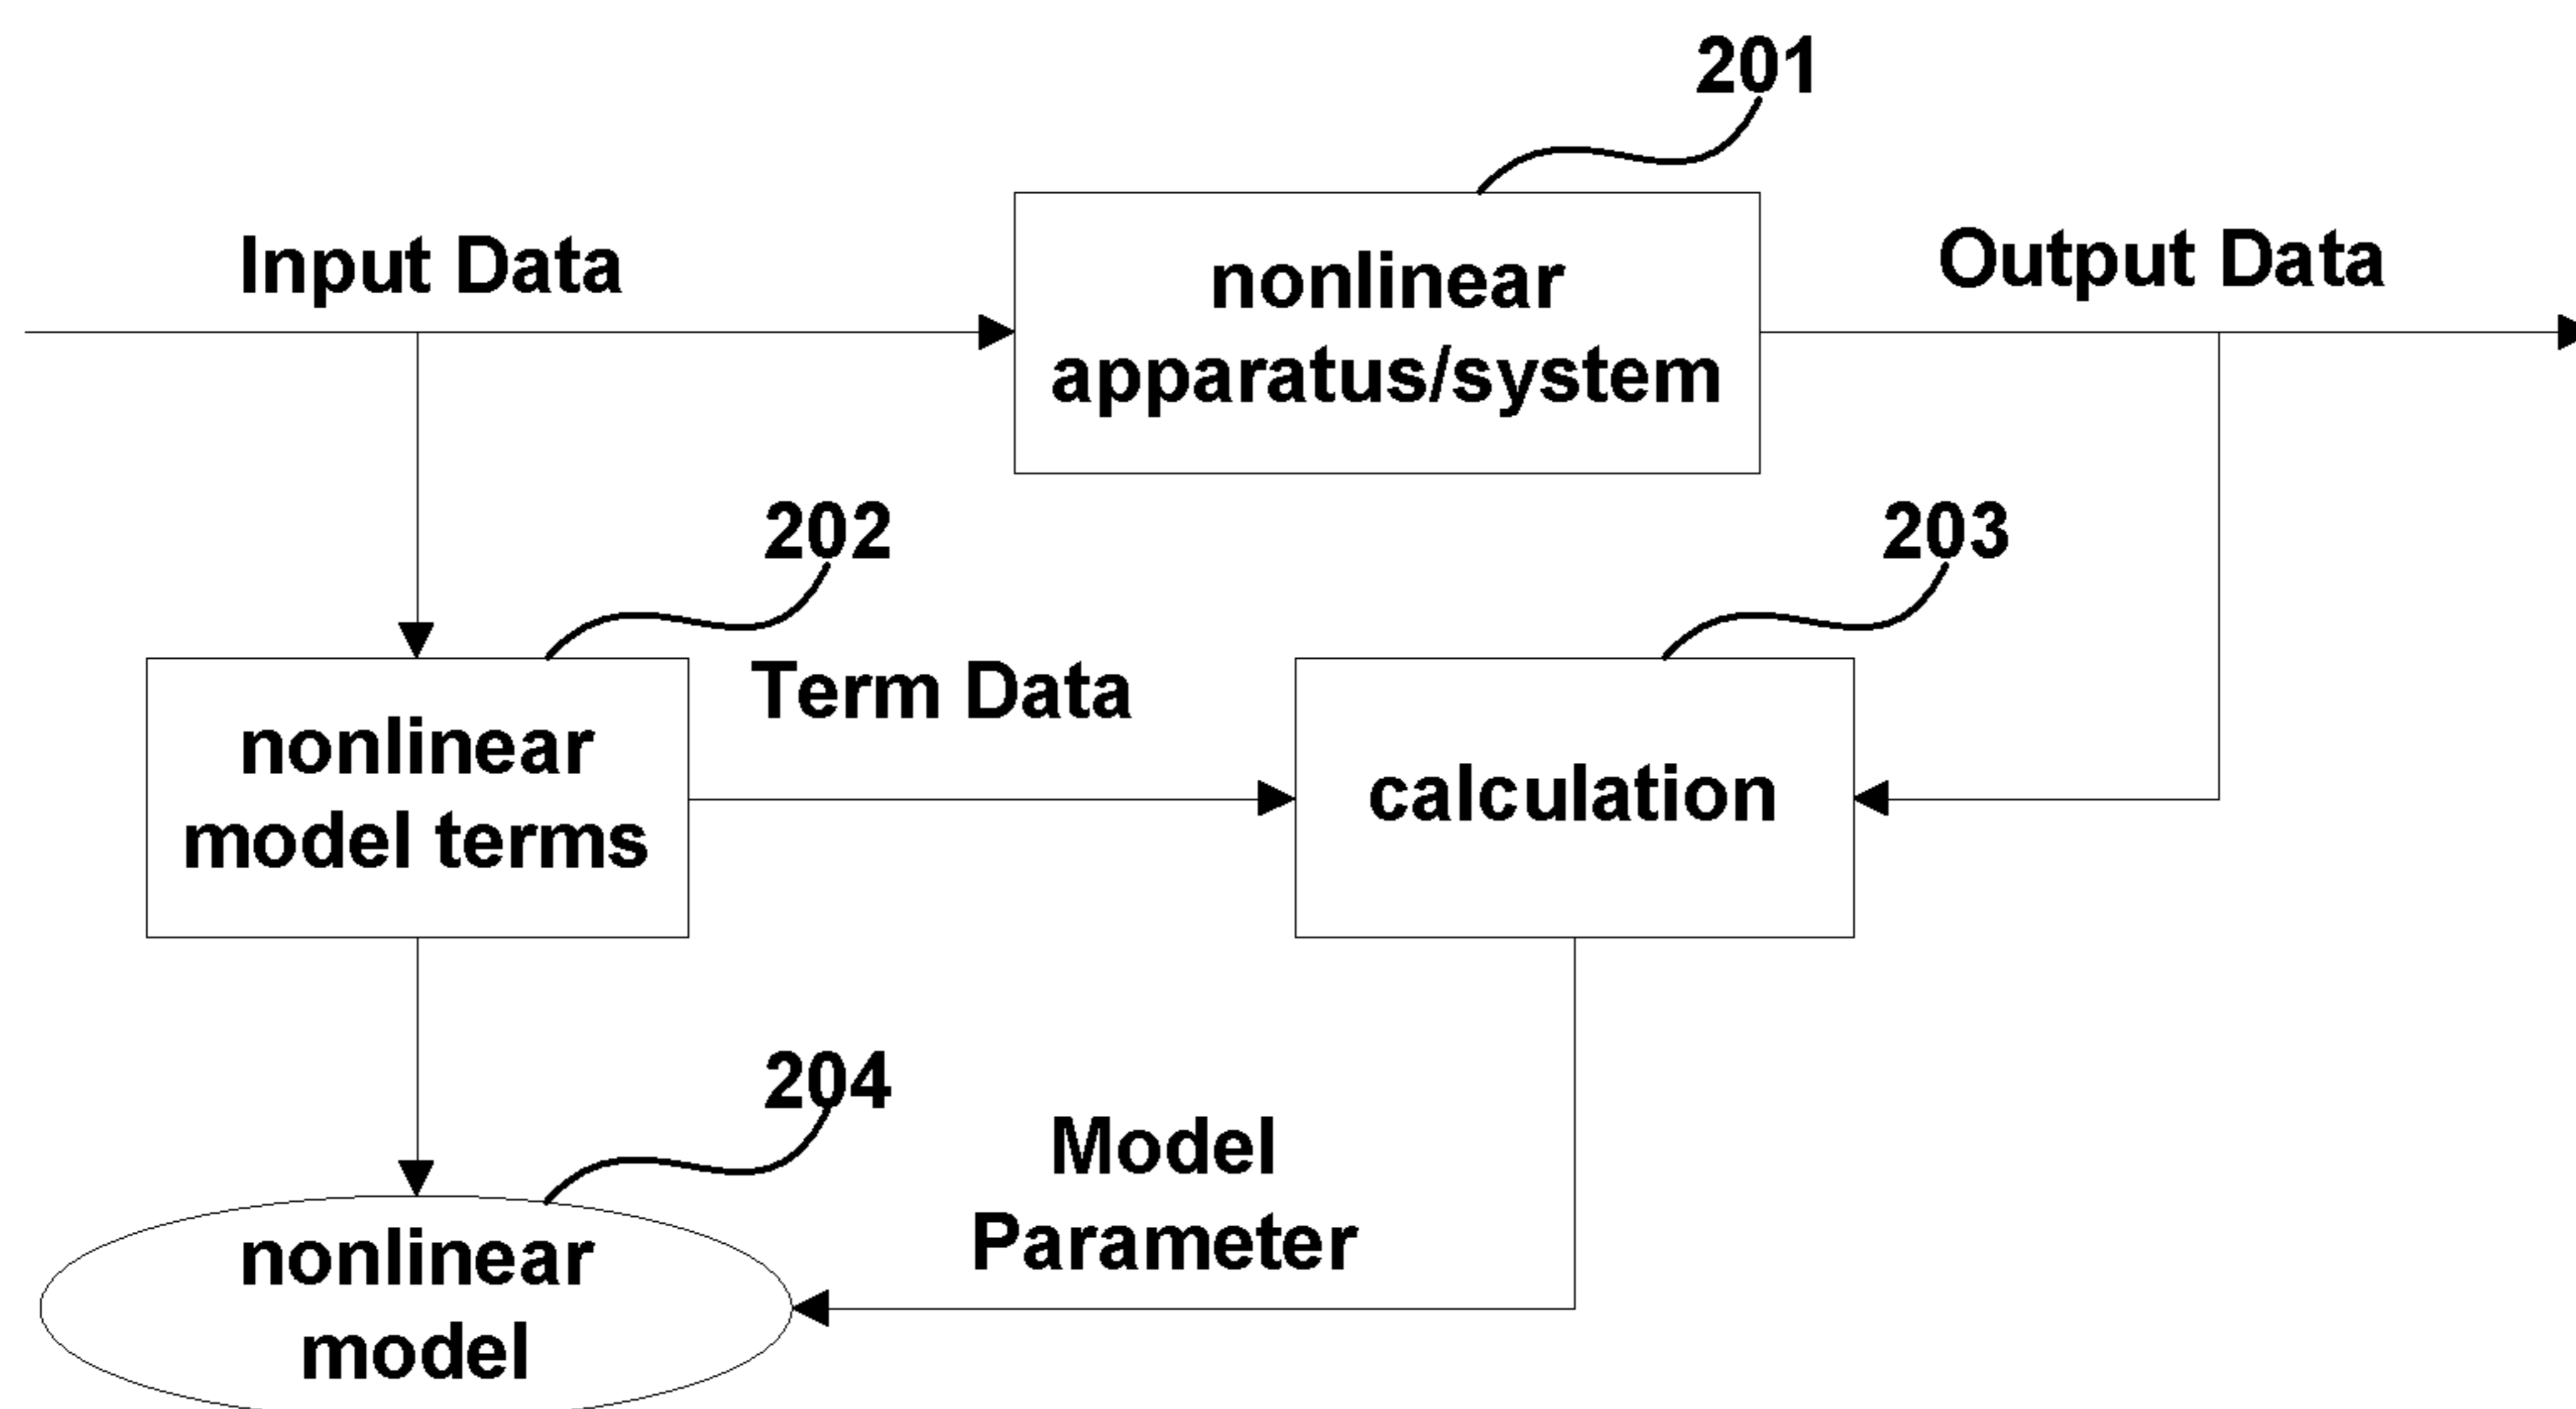 201
Input Data
nonlinear
apparatus/system
Output Data
202
203
nonlinear
model terms
Term Data
calculation
204
Model
Parameter
nonlinear
model